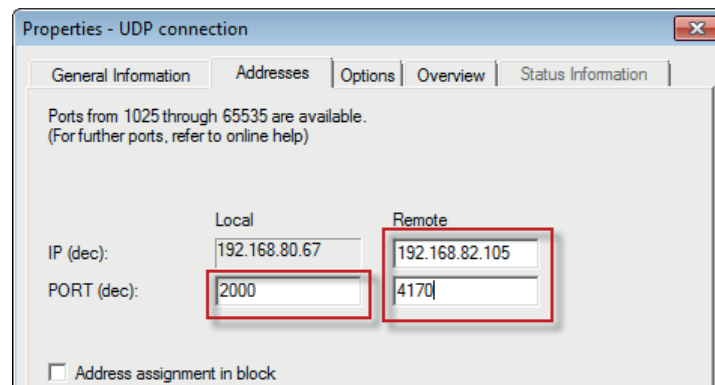 Properties - UDP connection
General Information Addresses Options Overview Status Information
Ports from 1025 through 65535 are available.
(For further ports, refer to online help)
Local Remote
IP (dec): 192.168.80.67 192.168.82.105
PORT (dec): 2000 4170
Address assignment in block